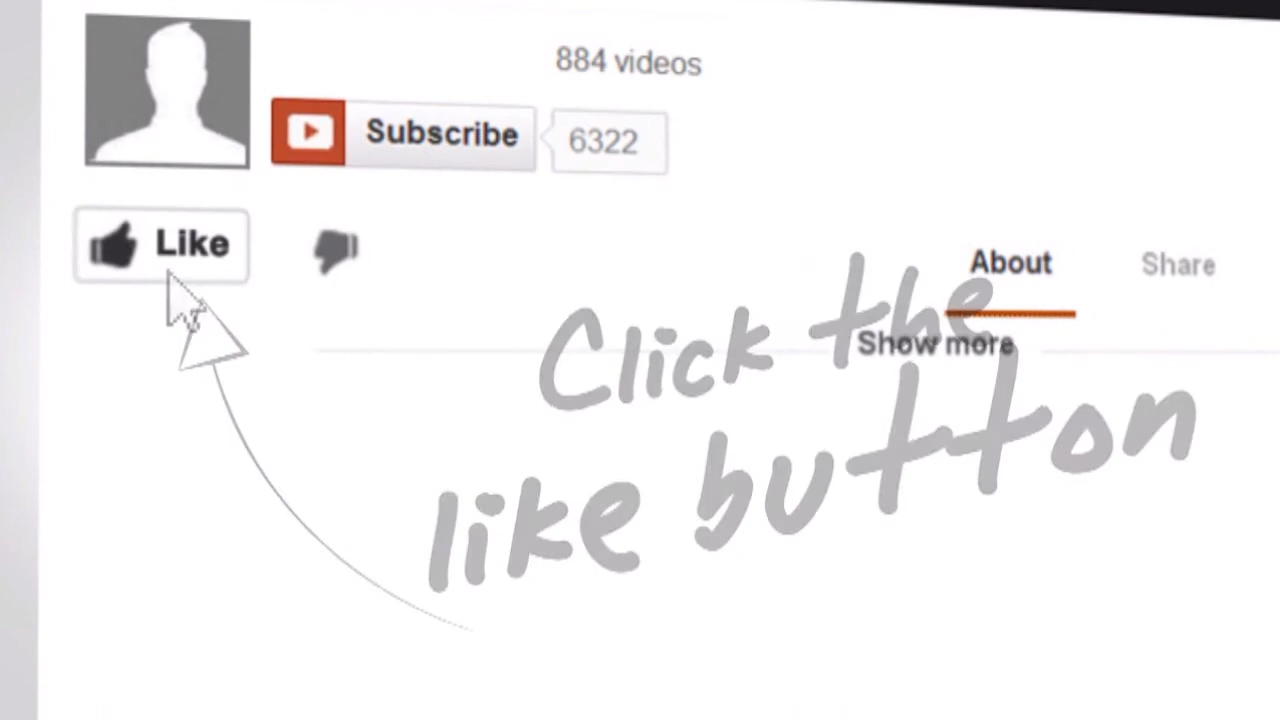 884 videos
Subscribe
6322
Like
About
Share
Show more
Click the
like button